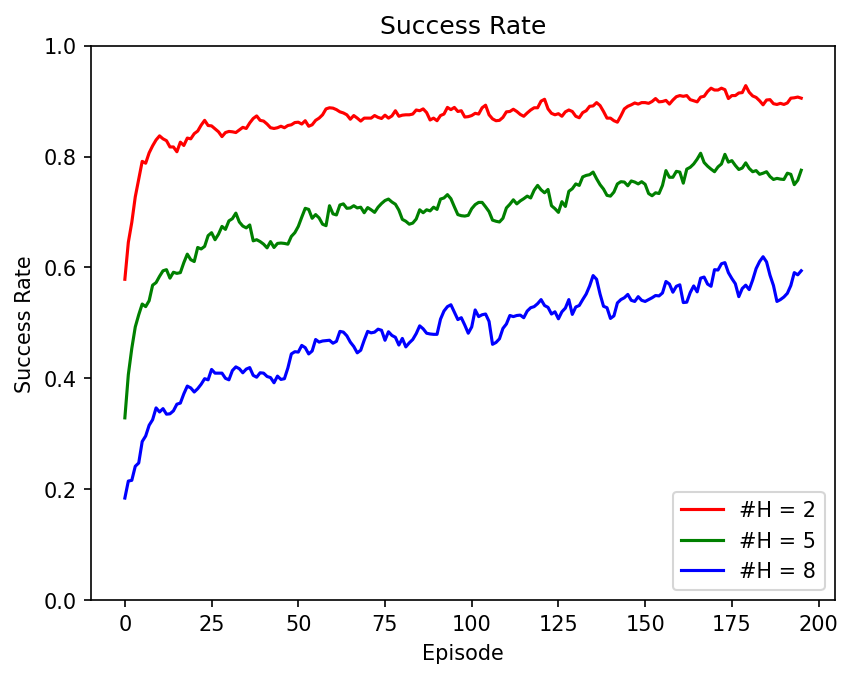 Success Rate
1.0
0.8
0.6
0.4
0.2
0.0
Success Rate
#H = 2
#H = 5
#H = 8
0 25 50 75 100 125 150 175 200
Episode